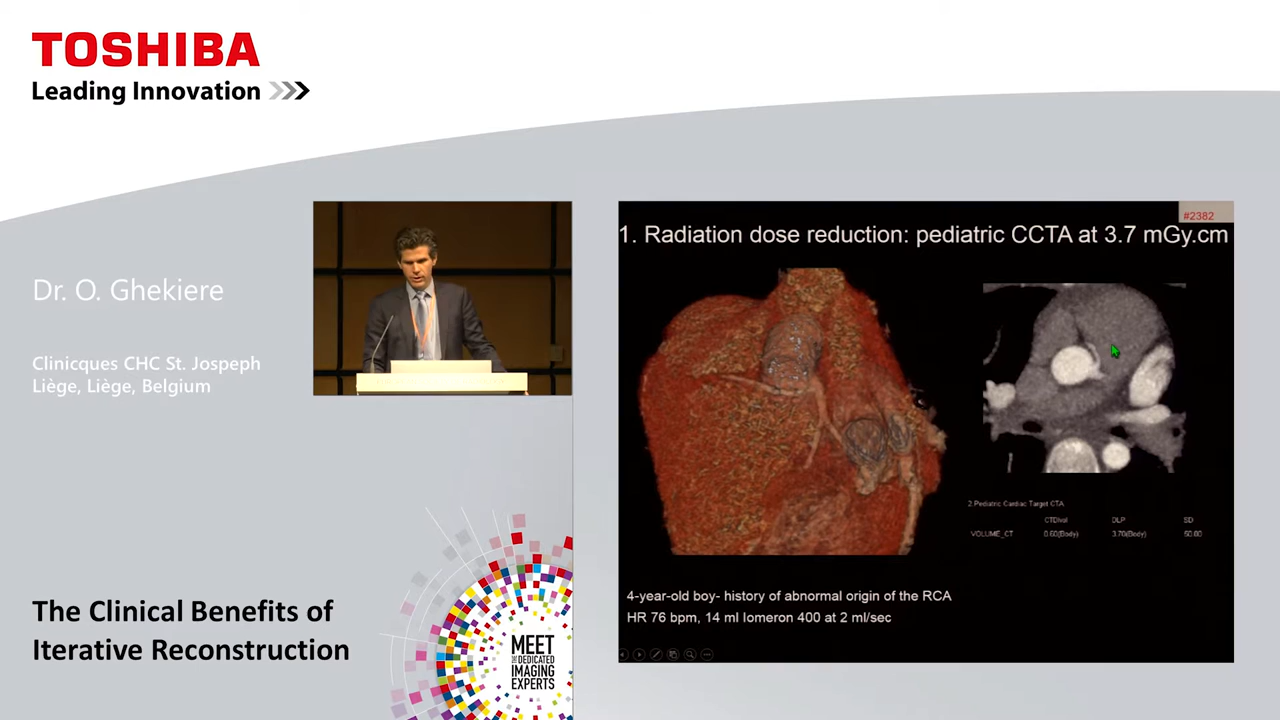 TOSHIBA
Leading Innovation
Dr. O. Ghekiere
Clinicques CHC St. Jospeph
Liège, Liège, Belgium
The Clinical Benefits of
Iterative Reconstruction
MEET
THE DEDICATED
IMAGING
EXPERTS
#2382
1. Radiation dose reduction: pediatric CCTA at 3.7 mGy.cm
2.Pediatric Cardiac Target CTA
CTDIvol DLP SD
VOLUME_CT 0.60(Body) 3.70(Body) 50.00
4-year-old boy- history of abnormal origin of the RCA
HR 76 bpm, 14 ml Iomeron 400 at 2 ml/sec